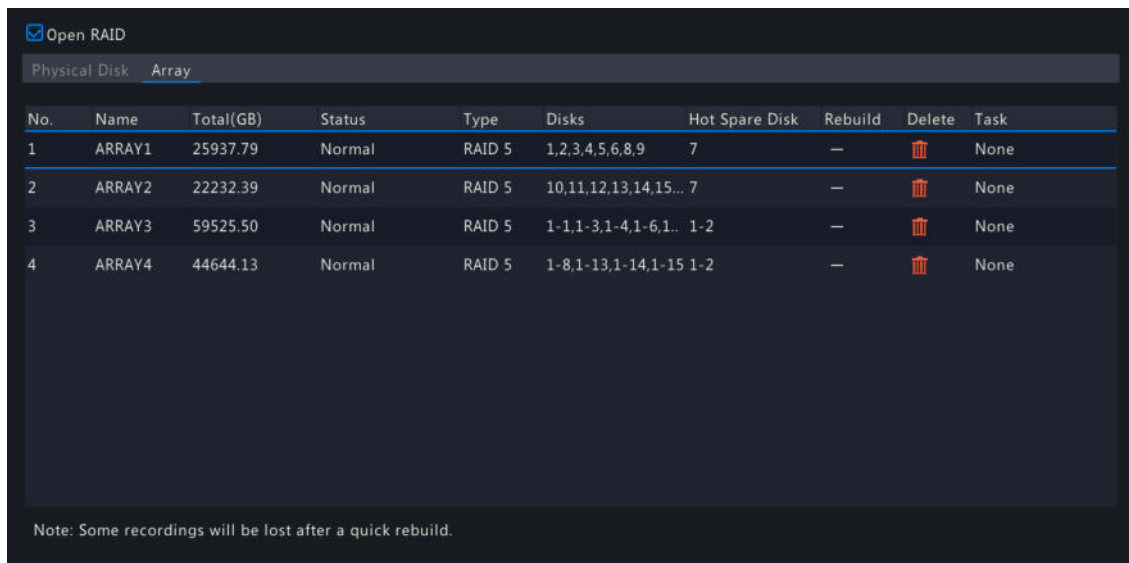 Open RAID
Physical Disk Array
No. Name Total(GB) Status Type Disks Hot Spare Disk Rebuild Delete Task
1 ARRAY1 25937.79 Normal RAID 5 1,2,3,4,5,6,8,9 7 — None
2 ARRAY2 22232.39 Normal RAID 5 10,11,12,13,14,15... 7 — None
3 ARRAY3 59525.50 Normal RAID 5 1-1,1-3,1-4,1-6,1.. 1-2 — None
4 ARRAY4 44644.13 Normal RAID 5 1-8,1-13,1-14,1-15 1-2 — None
Note: Some recordings will be lost after a quick rebuild.